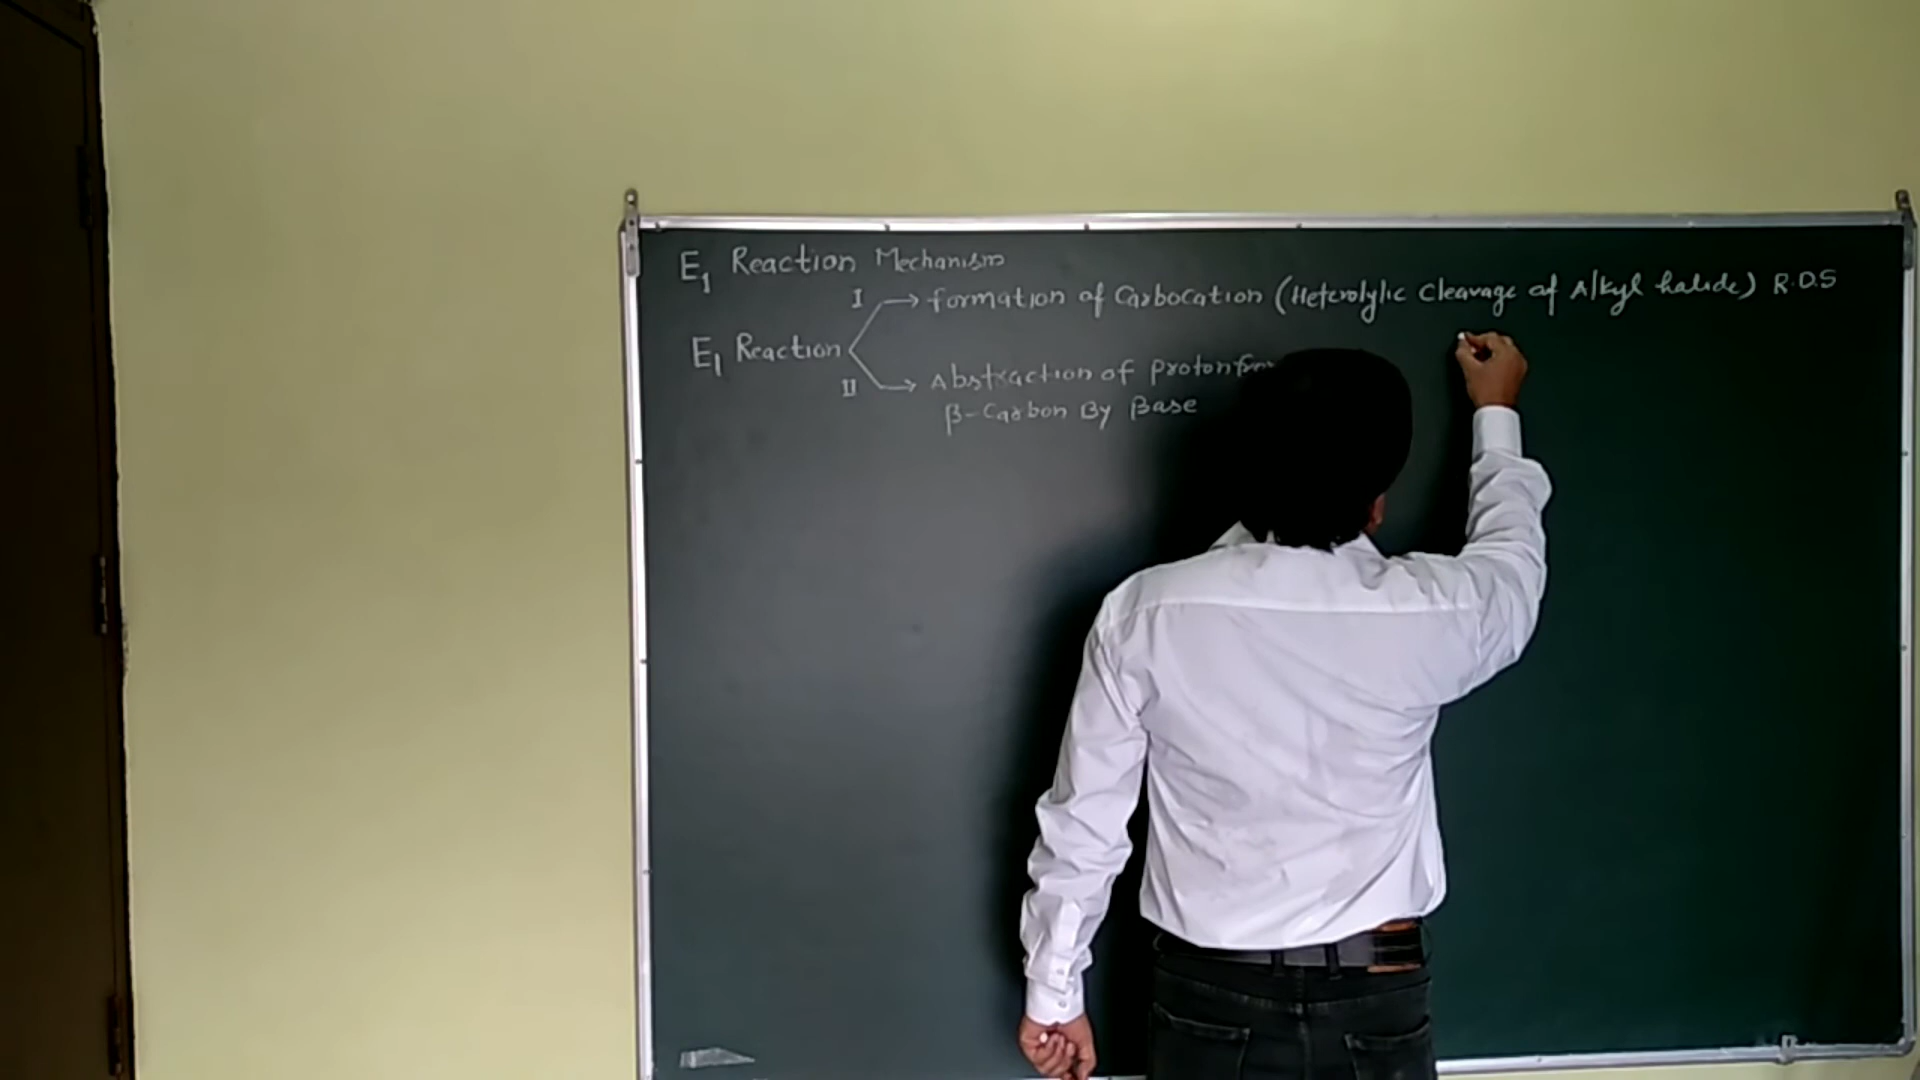 E1 Reaction Mechanism
I → formation of Carbocation (Heterolylic Cleavage of Alkyl halide) R.D.S
E1 Reaction
II → Abstraction of proton from
β-Carbon By Base